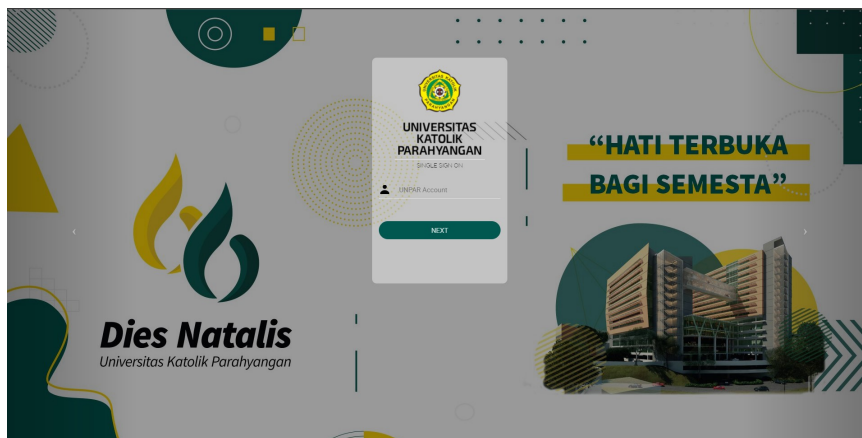 UNIVERSITAS
KATOLIK
PARAHYANGAN
SINGLE SIGN ON
UNPAR Account
NEXT
Dies Natalis
Universitas Katolik Parahyangan
“HATI TERBUKA
BAGI SEMESTA”